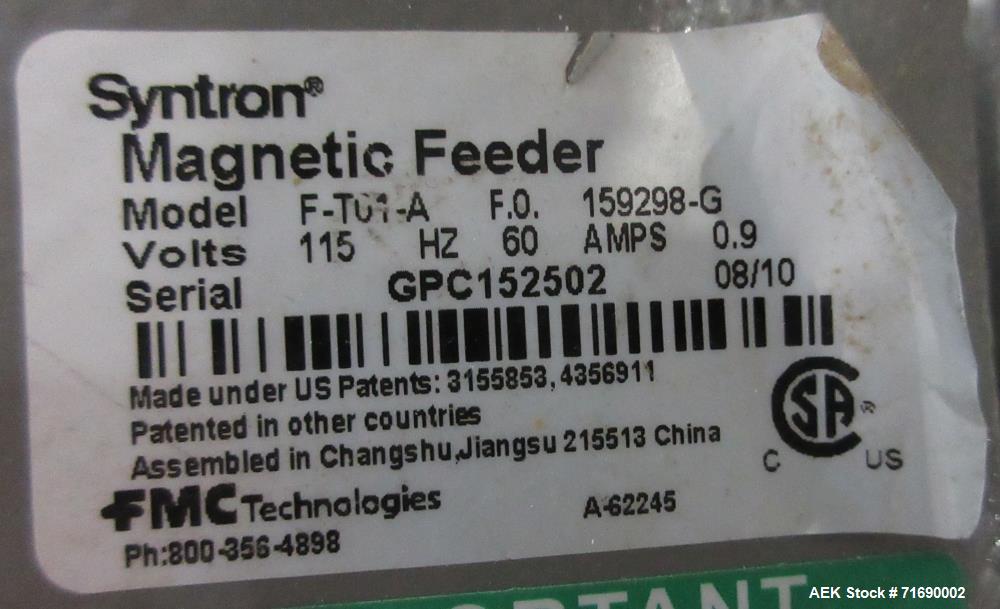 Syntron®
Magnetic Feeder
Model F-T01-A F.O. 159298-G
Volts 115 HZ 60 AMPS 0.9
Serial GPC152502 08/10
Made under US Patents: 3155853, 4356911
Patented in other countries
Assembled in Changshu,Jiangsu 215513 China
SA ®
C US
FMC Technologies
A-62245
Ph:800-356-4898
AEK Stock # 71690002